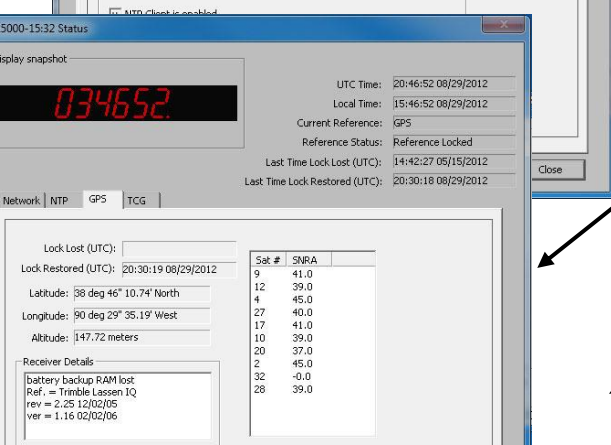 NTP Client is enabled
5000-15:32 Status
isplay snapshot
034652.
UTC Time: 20:46:52 08/29/2012
Local Time: 15:46:52 08/29/2012
Current Reference: GPS
Reference Status: Reference Locked
Last Time Lock Lost (UTC): 14:42:27 05/15/2012
Last Time Lock Restored (UTC): 20:30:18 08/29/2012
Close
Network NTP GPS TCG
Lock Lost (UTC):
Lock Restored (UTC): 20:30:19 08/29/2012
Latitude: 38 deg 46" 10.74' North
Longitude: 90 deg 29" 35.19' West
Altitude: 147.72 meters
Receiver Details
battery backup RAM lost
Ref. = Trimble Lassen IQ
rev = 2.25 12/02/05
ver = 1.16 02/02/06
Sat # SNRA
9 41.0
12 39.0
4 45.0
27 40.0
17 41.0
10 39.0
20 37.0
2 45.0
32 -0.0
28 39.0